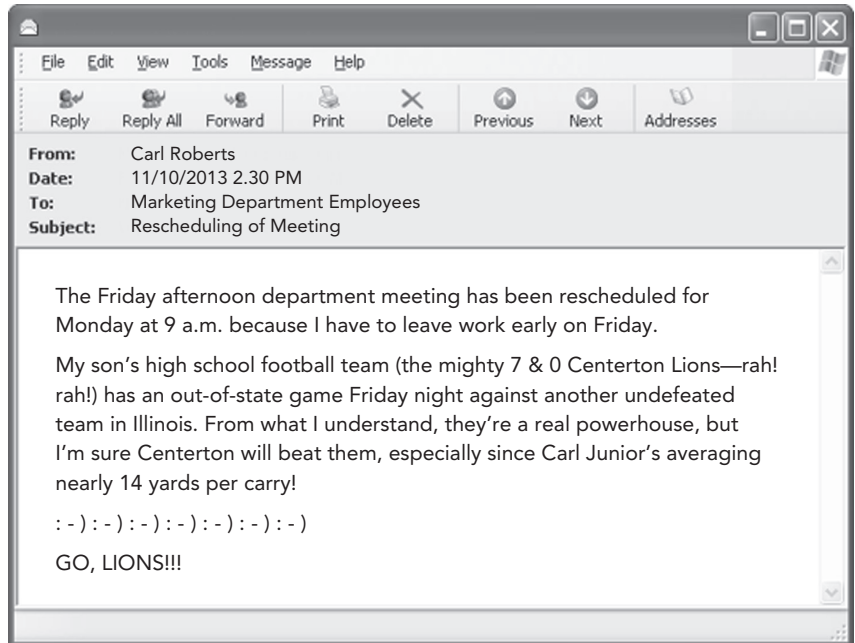 File Edit View Tools Message Help
Reply Reply All Forward Print Delete Previous Next Addresses
From: Carl Roberts
Date: 11/10/2013 2.30 PM
To: Marketing Department Employees
Subject: Rescheduling of Meeting
The Friday afternoon department meeting has been rescheduled for
Monday at 9 a.m. because I have to leave work early on Friday.
My son’s high school football team (the mighty 7 & 0 Centerton Lions—rah!
rah!) has an out-of-state game Friday night against another undefeated
team in Illinois. From what I understand, they’re a real powerhouse, but
I’m sure Centerton will beat them, especially since Carl Junior’s averaging
nearly 14 yards per carry!
: - ) : - ) : - ) : - ) : - ) : - ) : - )
GO, LIONS!!!